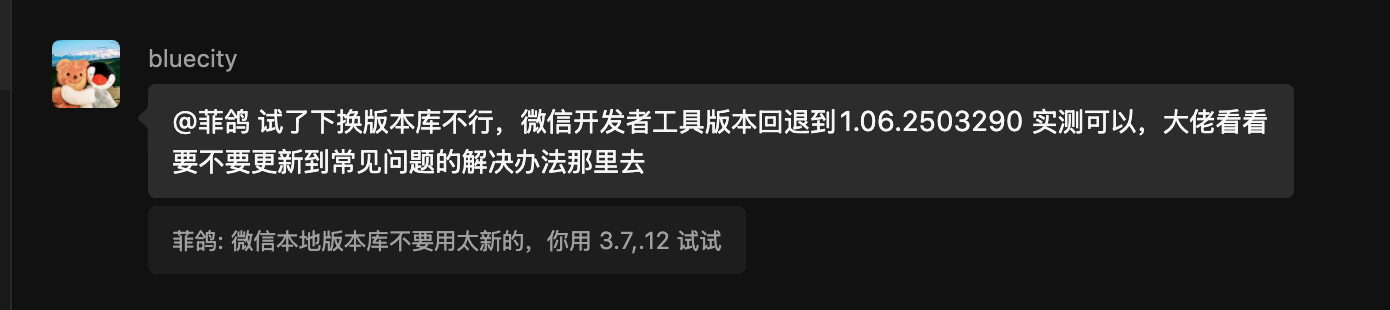 bluecity
@菲鸽 试了下换版本库不行，微信开发者工具版本回退到1.06.2503290 实测可以，大佬看看
要不要更新到常见问题的解决办法那里去
菲鸽: 微信本地版本库不要用太新的，你用 3.7,.12 试试